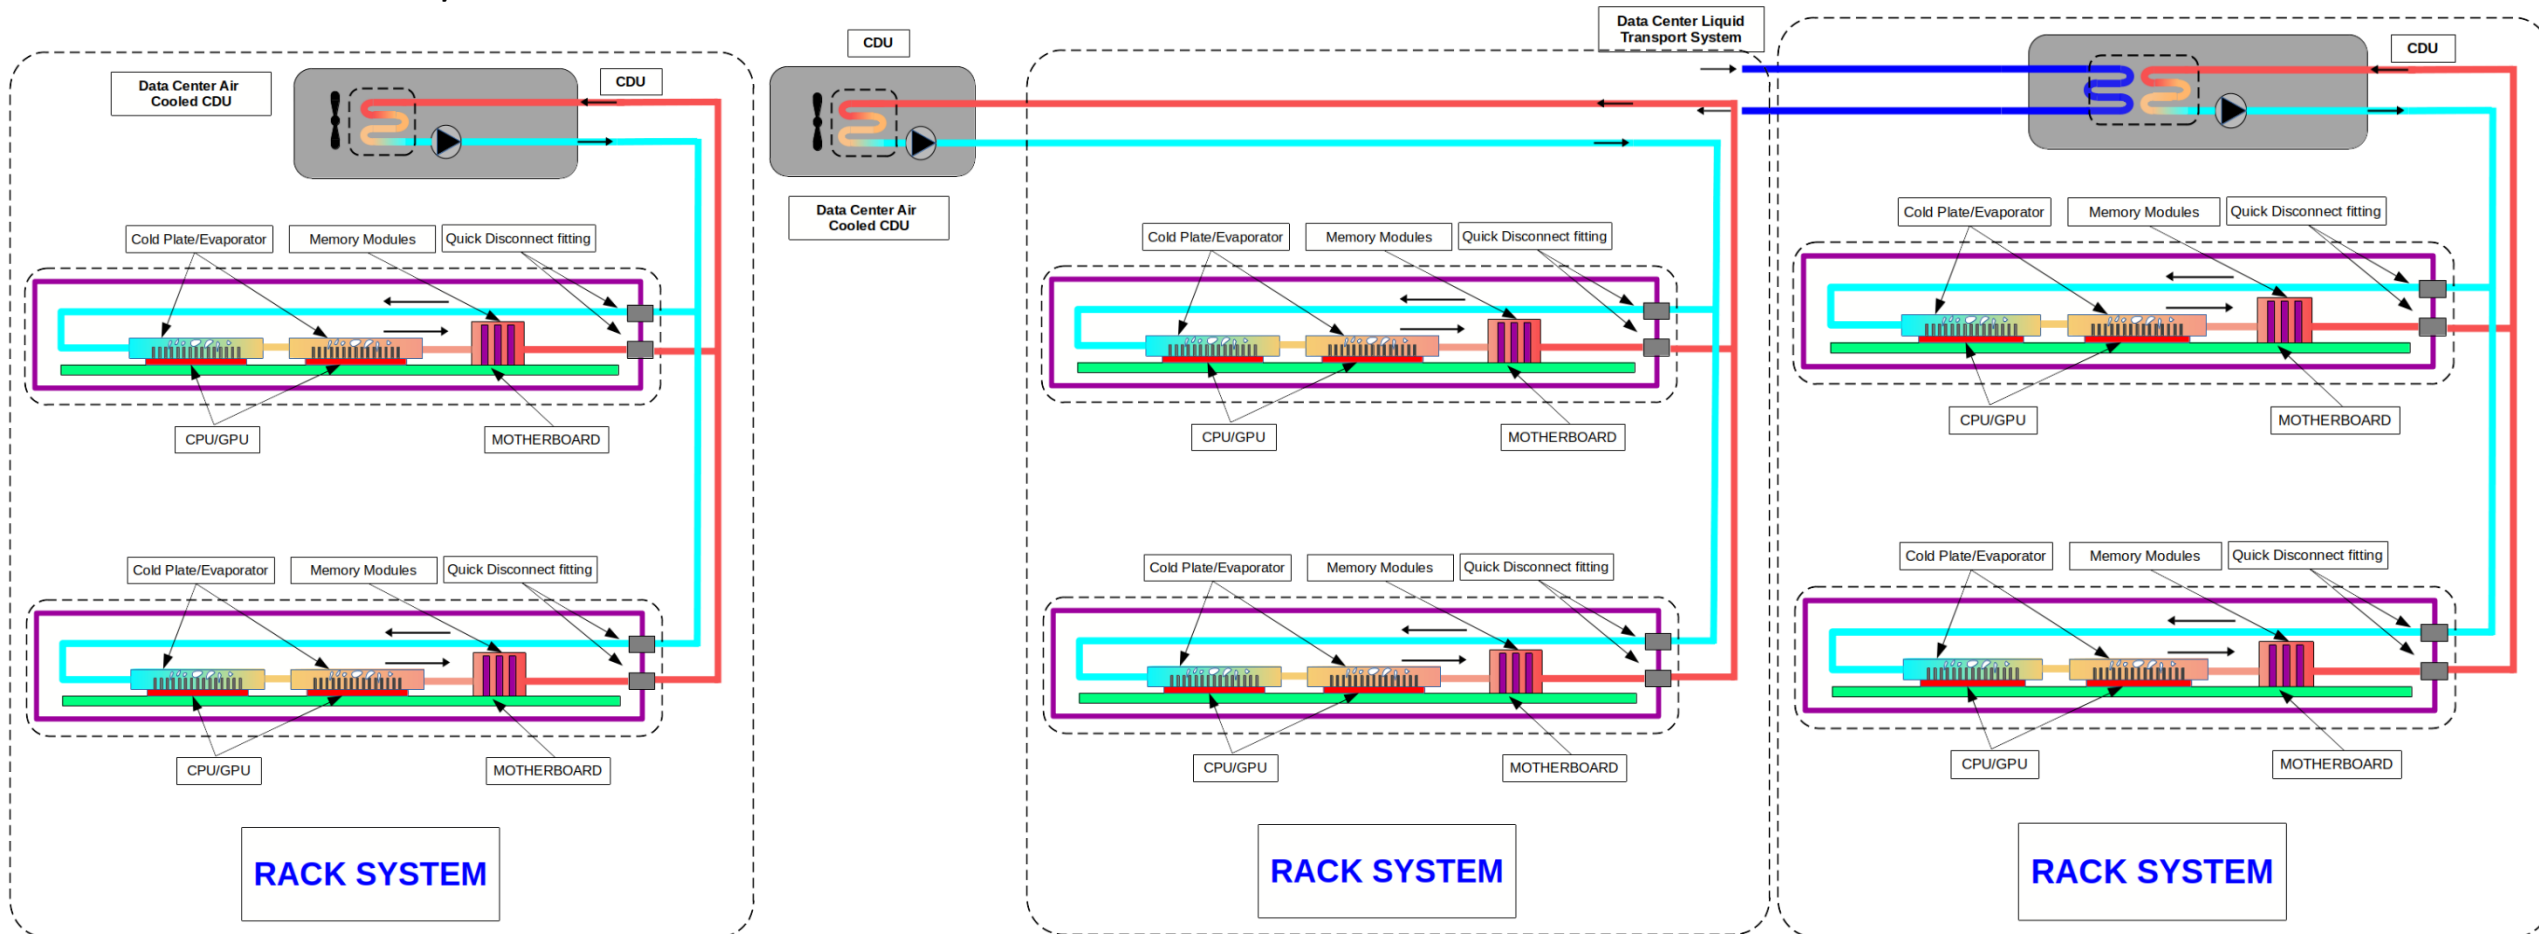 Data Center Air
Cooled CDU
CDU
Cold Plate/Evaporator
Memory Modules
Quick Disconnect fitting
CPU/GPU
MOTHERBOARD
Cold Plate/Evaporator
Memory Modules
Quick Disconnect fitting
CPU/GPU
MOTHERBOARD
RACK SYSTEM
CDU
Data Center Air
Cooled CDU
Cold Plate/Evaporator
Memory Modules
Quick Disconnect fitting
CPU/GPU
MOTHERBOARD
Cold Plate/Evaporator
Memory Modules
Quick Disconnect fitting
CPU/GPU
MOTHERBOARD
RACK SYSTEM
Data Center Liquid
Transport System
CDU
Cold Plate/Evaporator
Memory Modules
Quick Disconnect fitting
CPU/GPU
MOTHERBOARD
Cold Plate/Evaporator
Memory Modules
Quick Disconnect fitting
CPU/GPU
MOTHERBOARD
RACK SYSTEM